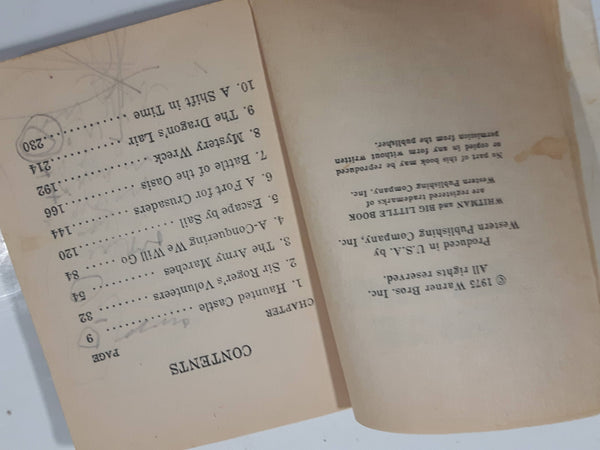 © 1975 Warner Bros. Inc.
All rights reserved.
Produced in U.S.A. by
Western Publishing Company, Inc.
WHITMAN and BIG LITTLE BOOK
are registered trademarks of
Western Publishing Company, Inc.
No part of this book may be reproduced
or copied in any form without written
permission from the publisher.
CONTENTS
CHAPTER PAGE
1. Haunted Castle .......... 9
2. Sir Roger's Volunteers .... 32
3. The Army Marches ........ 54
4. A-Conquering We Will Go .. 84
5. Escape by Sail ............ 120
6. A Fort for Crusaders ...... 144
7. Battle of the Oasis ........ 166
8. Mystery Wreck .......... 192
9. The Dragon's Lair ........ 214
10. A Shift in Time .......... 230